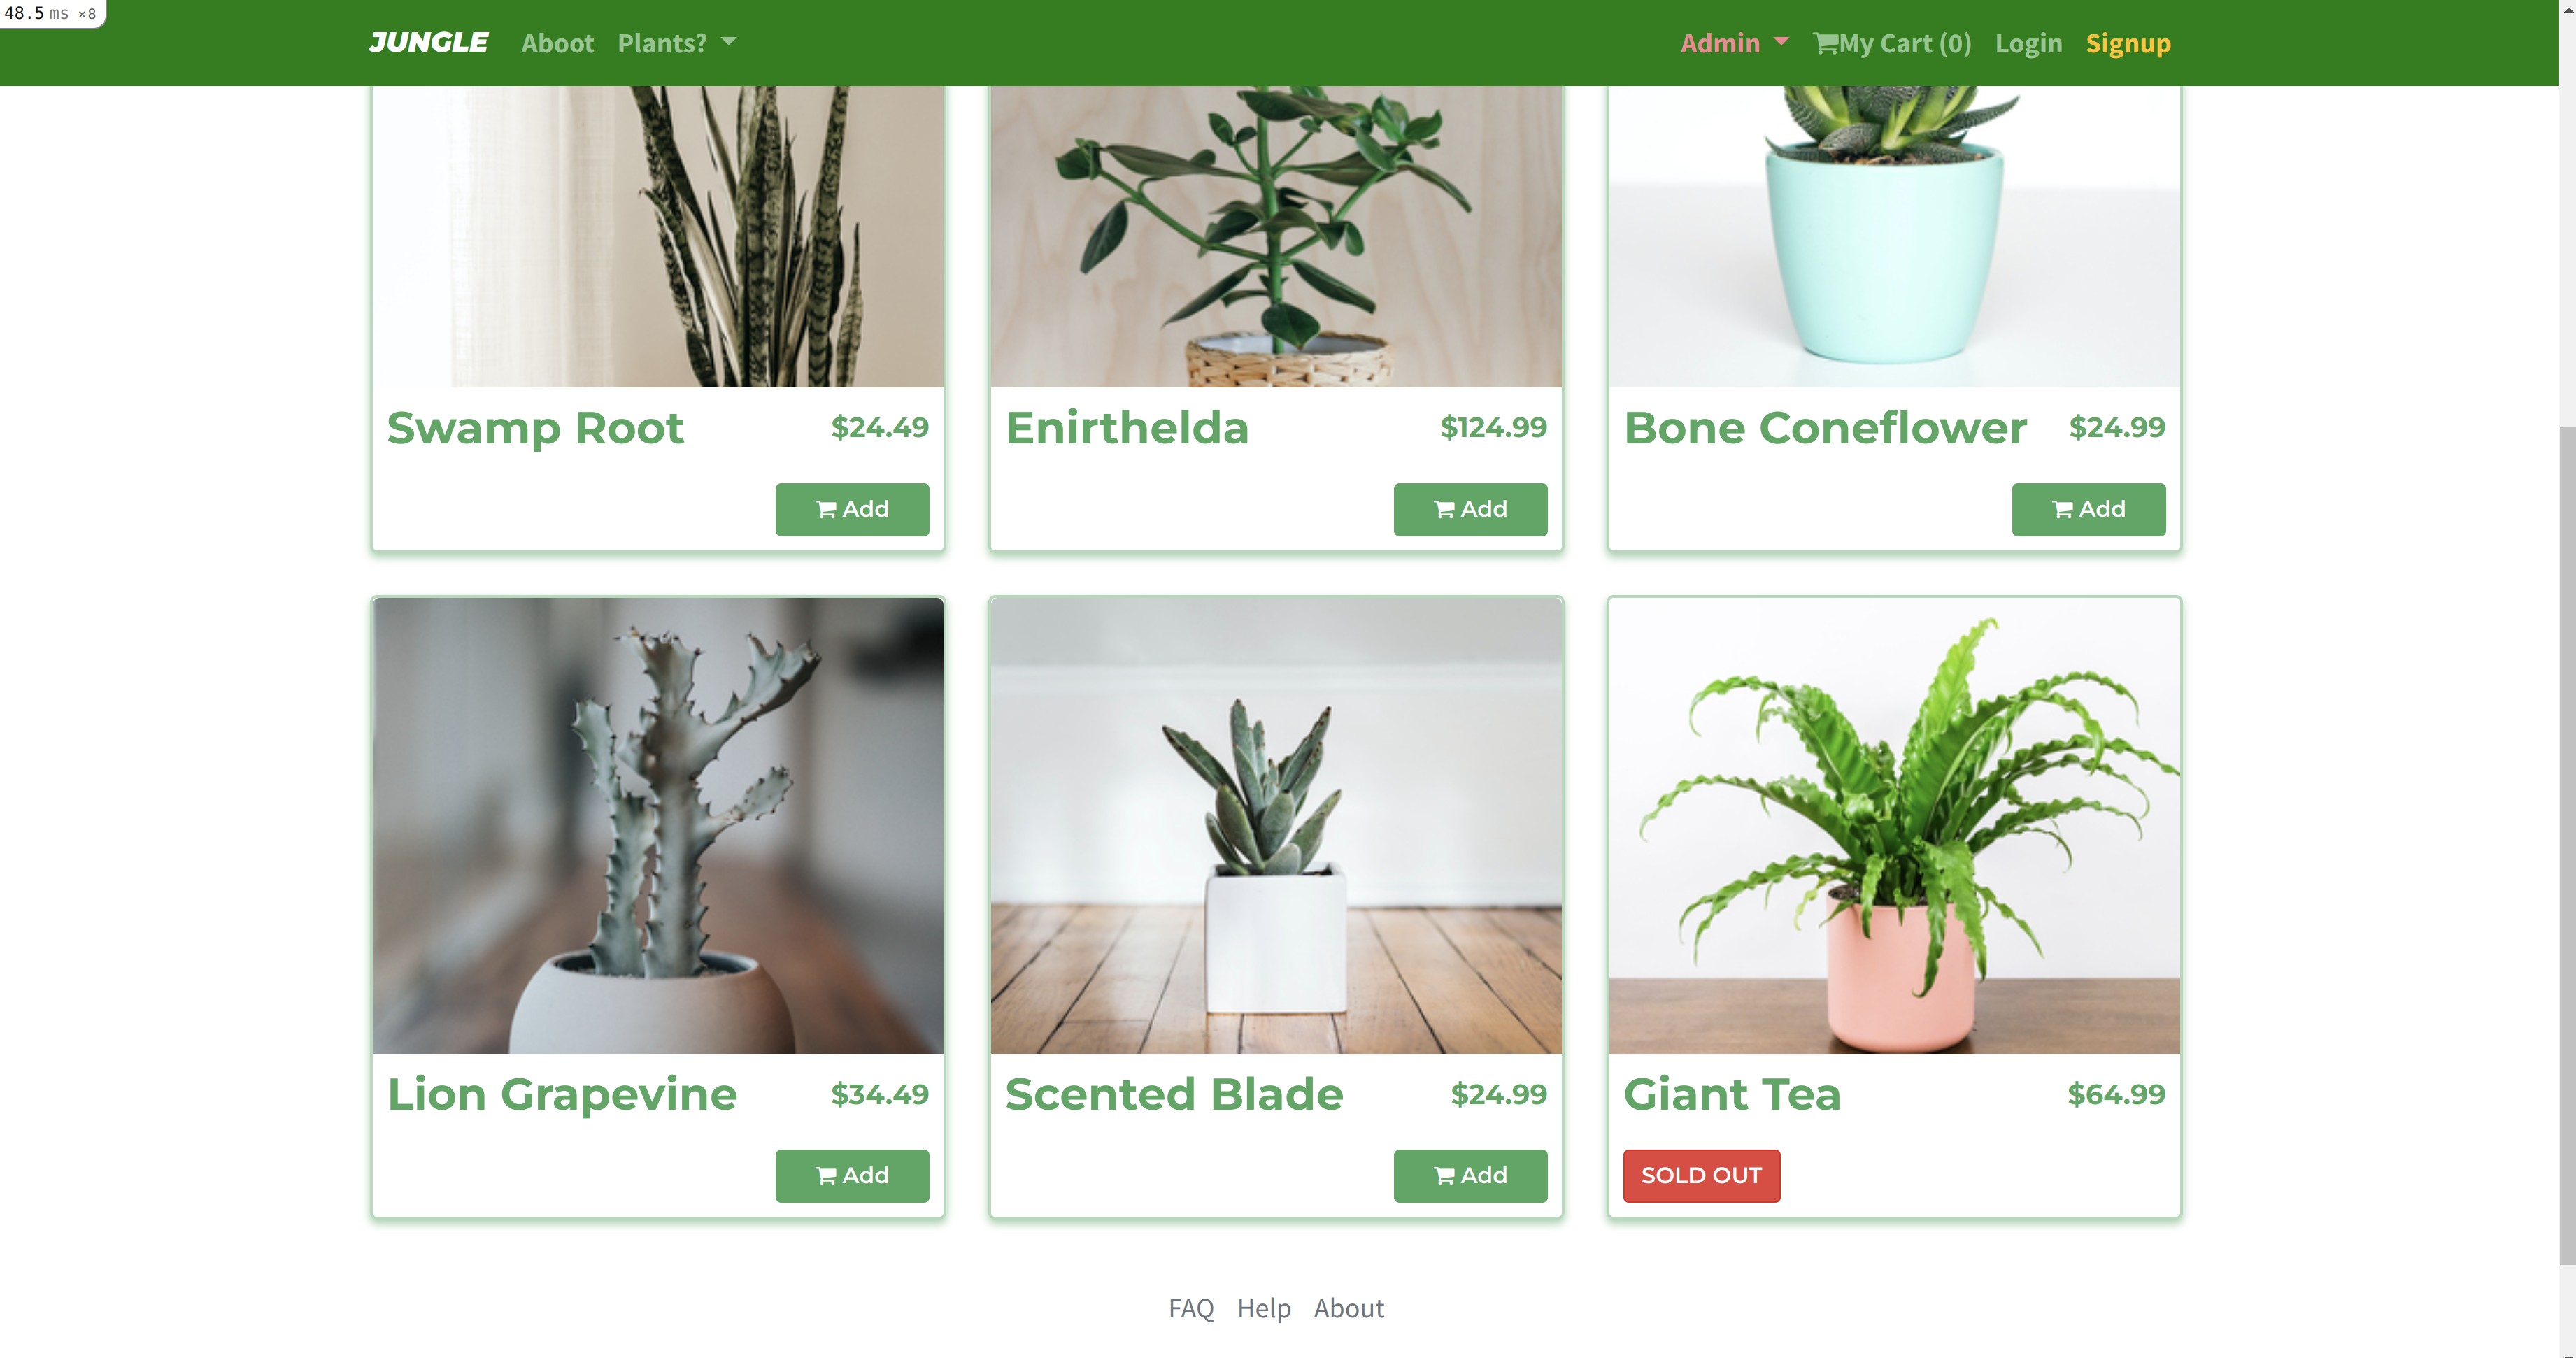 48.5 ms ×8
JUNGLE Aboot Plants? Admin My Cart (0) Login Signup
Swamp Root $24.49 Enirthelda $124.99 Bone Coneflower $24.99
Add Add Add
Lion Grapevine $34.49 Scented Blade $24.99 Giant Tea $64.99
Add Add SOLD OUT
FAQ Help About